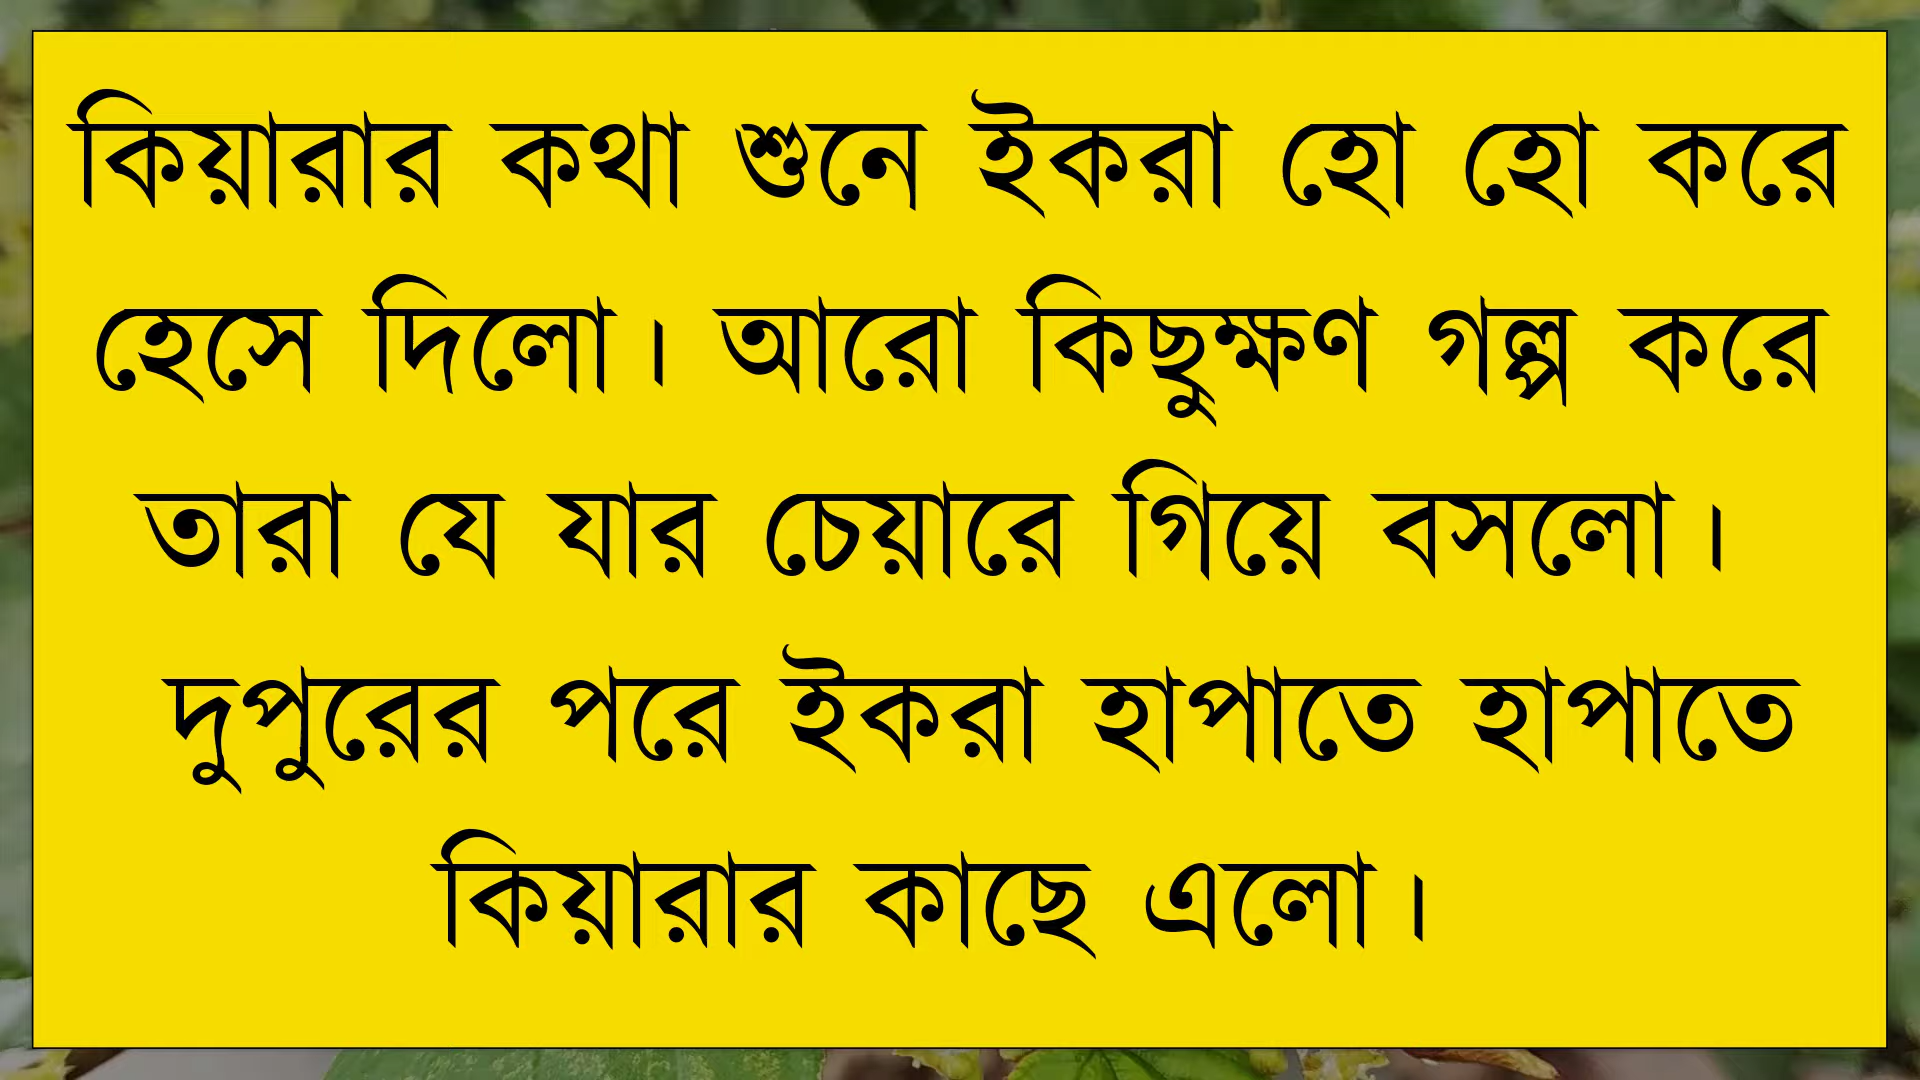 কিয়ারার কথা শুনে ইকরা হো হো করে
হেসে দিলো। আরো কিছুক্ষণ গল্প করে
তারা যে যার চেয়ারে গিয়ে বসলো।
দুপুরের পরে ইকরা হাপাতে হাপাতে
কিয়ারার কাছে এলো।